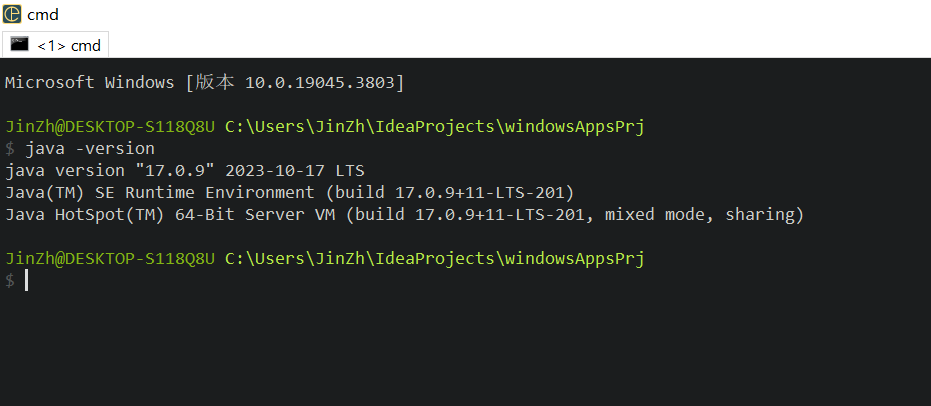 cmd
<1> cmd
Microsoft Windows [版本 10.0.19045.3803]
JinZh@DESKTOP-S118Q8U C:\Users\JinZh\IdeaProjects\windowsAppsPrj
$ java -version
java version "17.0.9" 2023-10-17 LTS
Java(TM) SE Runtime Environment (build 17.0.9+11-LTS-201)
Java HotSpot(TM) 64-Bit Server VM (build 17.0.9+11-LTS-201, mixed mode, sharing)
JinZh@DESKTOP-S118Q8U C:\Users\JinZh\IdeaProjects\windowsAppsPrj
$